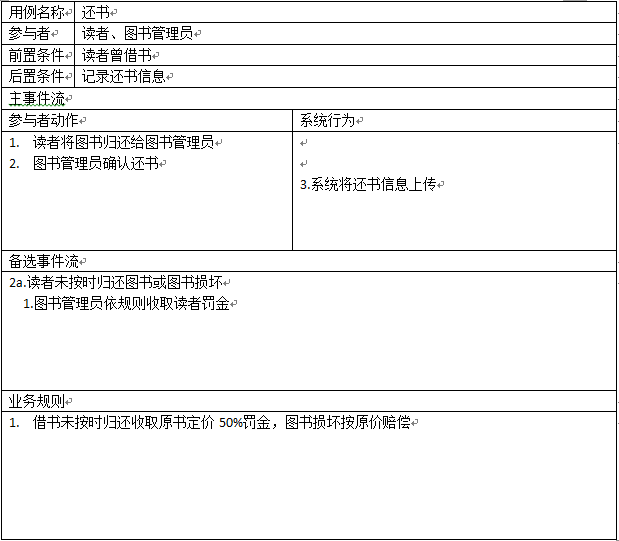 用例名称 还书
参与者 读者、图书管理员
前置条件 读者曾借书
后置条件 记录还书信息
主事件流
参与者动作 系统行为
1. 读者将图书归还给图书管理员
2. 图书管理员确认还书
3.系统将还书信息上传
备选事件流
2a.读者未按时归还图书或图书损坏
1.图书管理员依规则收取读者罚金
业务规则
1. 借书未按时归还收取原书定价 50%罚金，图书损坏按原价赔偿